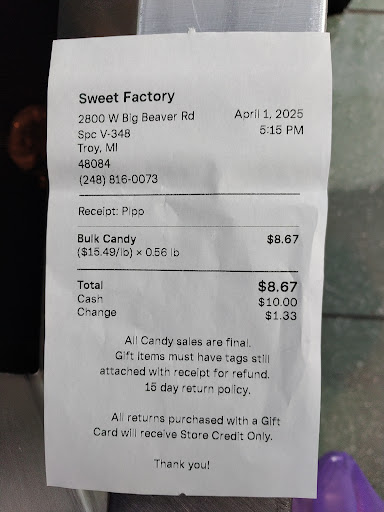 Sweet Factory
2800 W Big Beaver Rd
Spc V-348
Troy, MI
48084
(248) 816-0073
April 1, 2025
5:15 PM
Receipt: Pipp
Bulk Candy $8.67
($15.49/lb) × 0.56 lb
Total $8.67
Cash $10.00
Change $1.33
All Candy sales are final.
Gift items must have tags still
attached with receipt for refund.
15 day return policy.
All returns purchased with a Gift
Card will receive Store Credit Only.
Thank you!